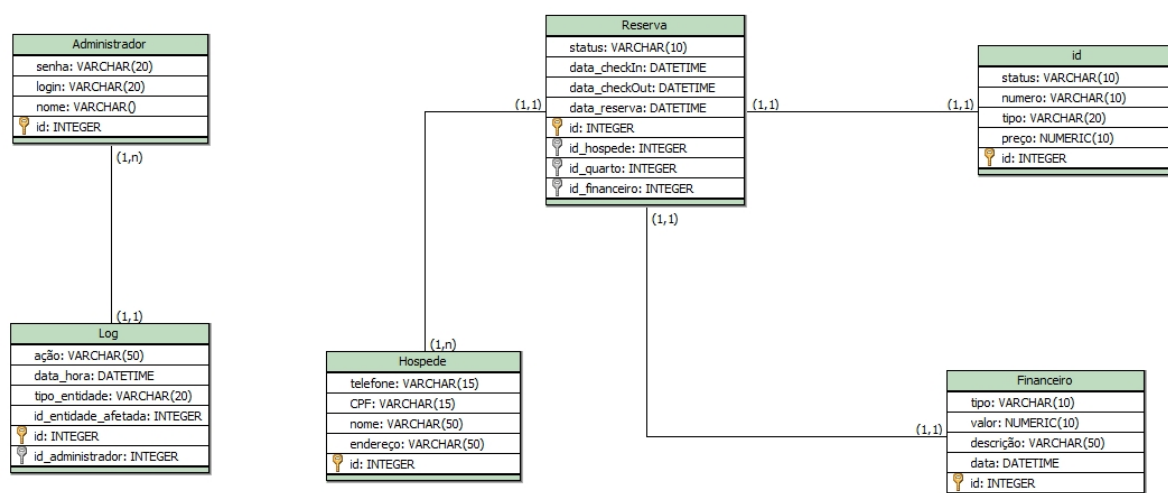 Administrador
senha: VARCHAR(20)
login: VARCHAR(20)
nome: VARCHAR()
id: INTEGER
(1,n)
(1,1)
Log
ação: VARCHAR(50)
data_hora: DATETIME
tipo_entidade: VARCHAR(20)
id_entidade_afetada: INTEGER
id: INTEGER
id_administrador: INTEGER
Reserva
status: VARCHAR(10)
data_checkIn: DATETIME
data_checkOut: DATETIME
data_reserva: DATETIME
id: INTEGER
id_hospede: INTEGER
id_quarto: INTEGER
id_financeiro: INTEGER
(1,1)
(1,1)
(1,1)
(1,1)
id
status: VARCHAR(10)
numero: VARCHAR(10)
tipo: VARCHAR(20)
preço: NUMERIC(10)
id: INTEGER
(1,n)
Hospede
telefone: VARCHAR(15)
CPF: VARCHAR(15)
nome: VARCHAR(50)
endereço: VARCHAR(50)
id: INTEGER
(1,1)
Financeiro
tipo: VARCHAR(10)
valor: NUMERIC(10)
descrição: VARCHAR(50)
data: DATETIME
id: INTEGER